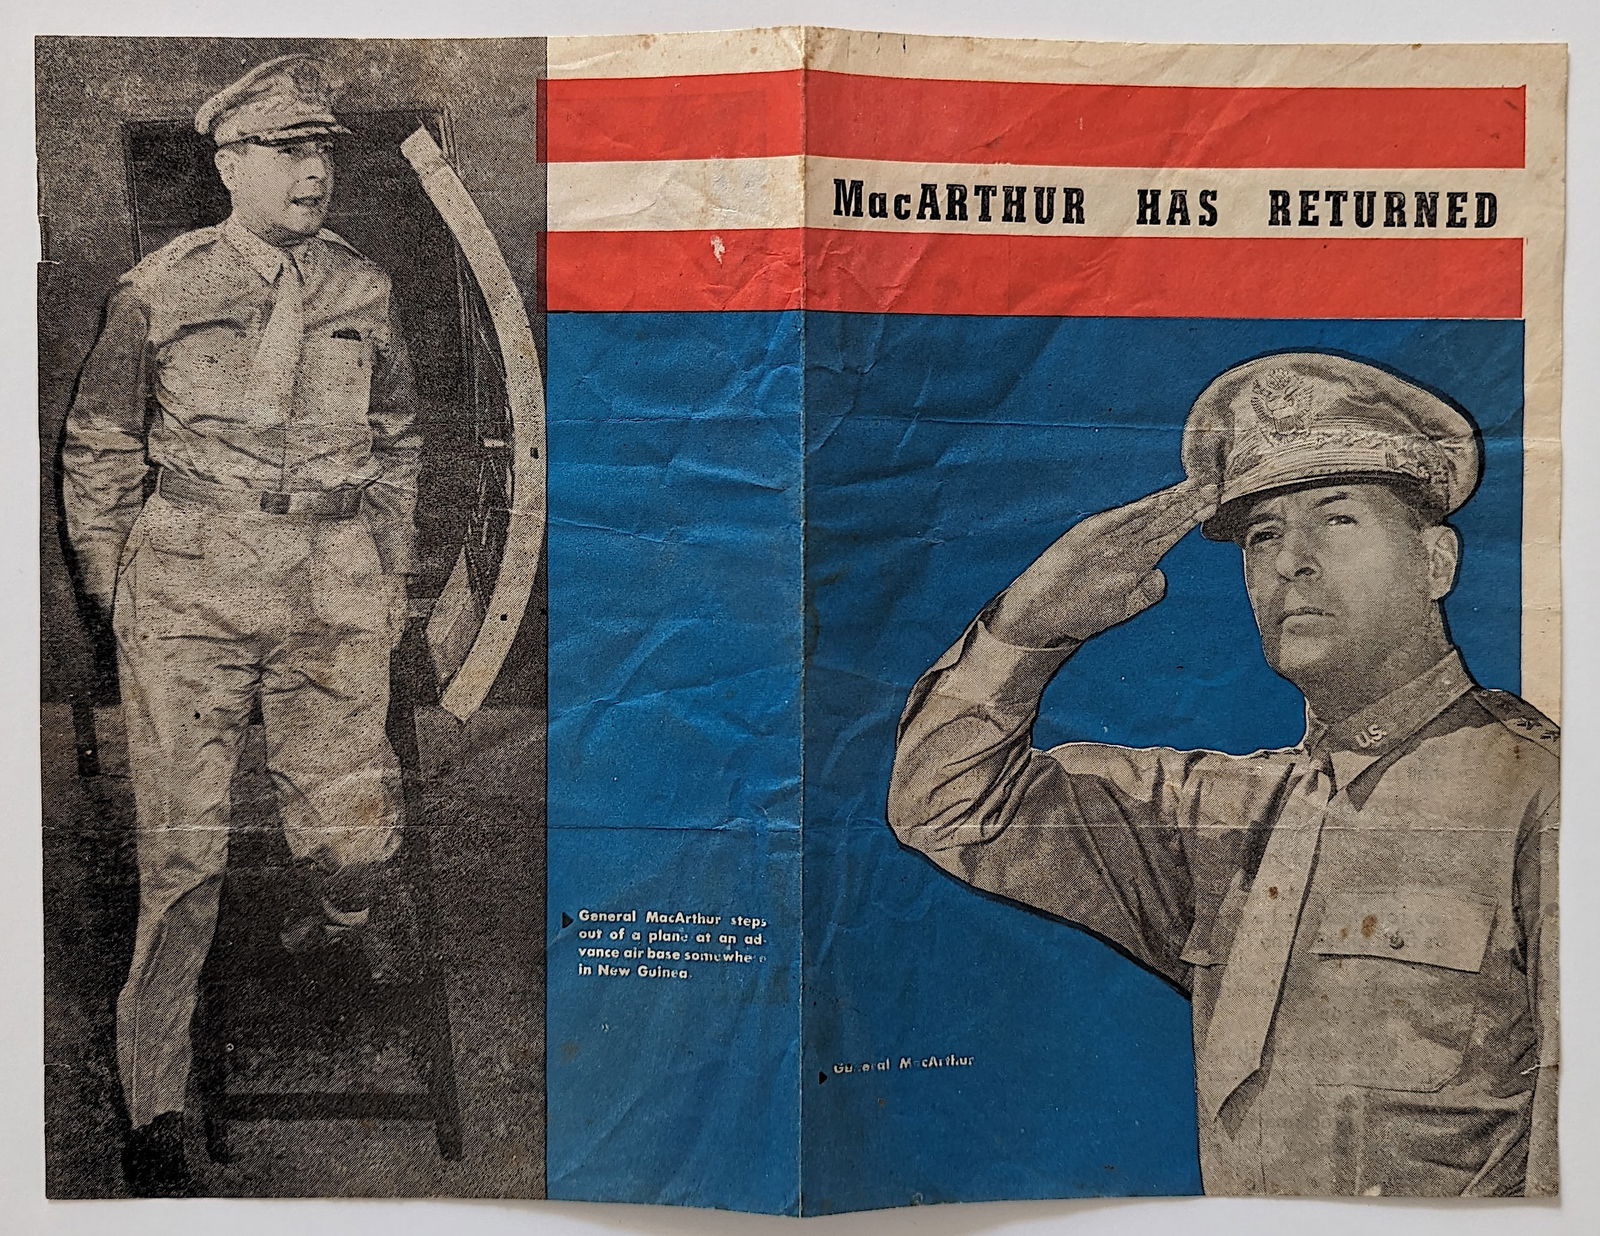 MacARTHUR HAS RETURNED
General MacArthur steps
out of a plane at an ad-
vance air base somewhere
in New Guinea.
General MacArthur
U.S.